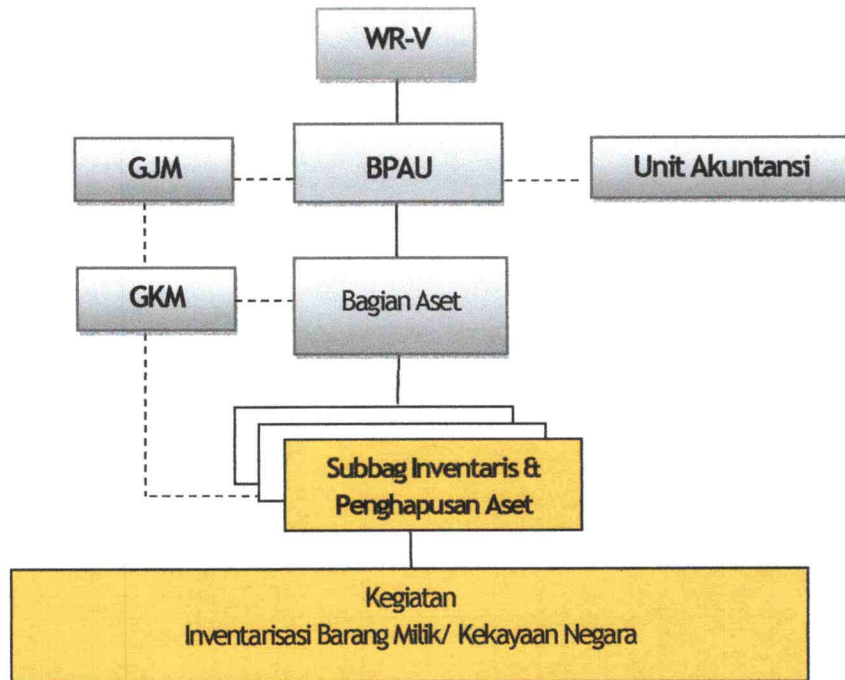 WR-V
GJM
BPAU
Unit Akuntansi
GKM
Bagian Aset
Subbag Inventaris &
Penghapusan Aset
Kegiatan
Inventarisasi Barang Milik/ Kekayaan Negara